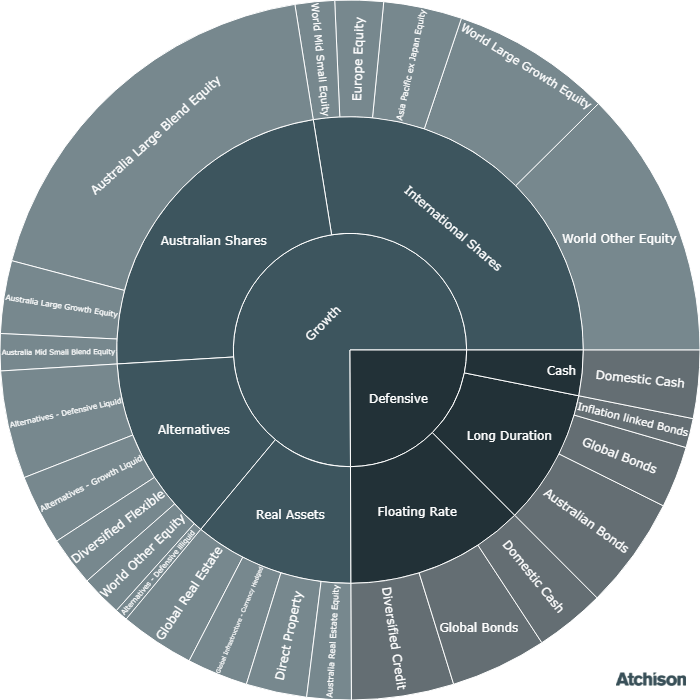 Growth
Defensive
International Shares
Australian Shares
Alternatives
Real Assets
Floating Rate
Long Duration
Cash
World Other Equity
World Large Growth Equity
Asia Pacific ex Japan Equity
Europe Equity
World Mid Small Equity
Australia Large Blend Equity
Australia Large Growth Equity
Australia Mid Small Blend Equity
Alternatives - Defensive Liquid
Alternatives - Growth Liquid
Diversified Flexible
World Other Equity
Alternatives - Defensive Illiquid
Global Real Estate
Global Infrastructure - Currency Hedged
Direct Property
Australia Real Estate Equity
Diversified Credit
Global Bonds
Domestic Cash
Australian Bonds
Global Bonds
Inflation linked Bonds
Domestic Cash
Atchison